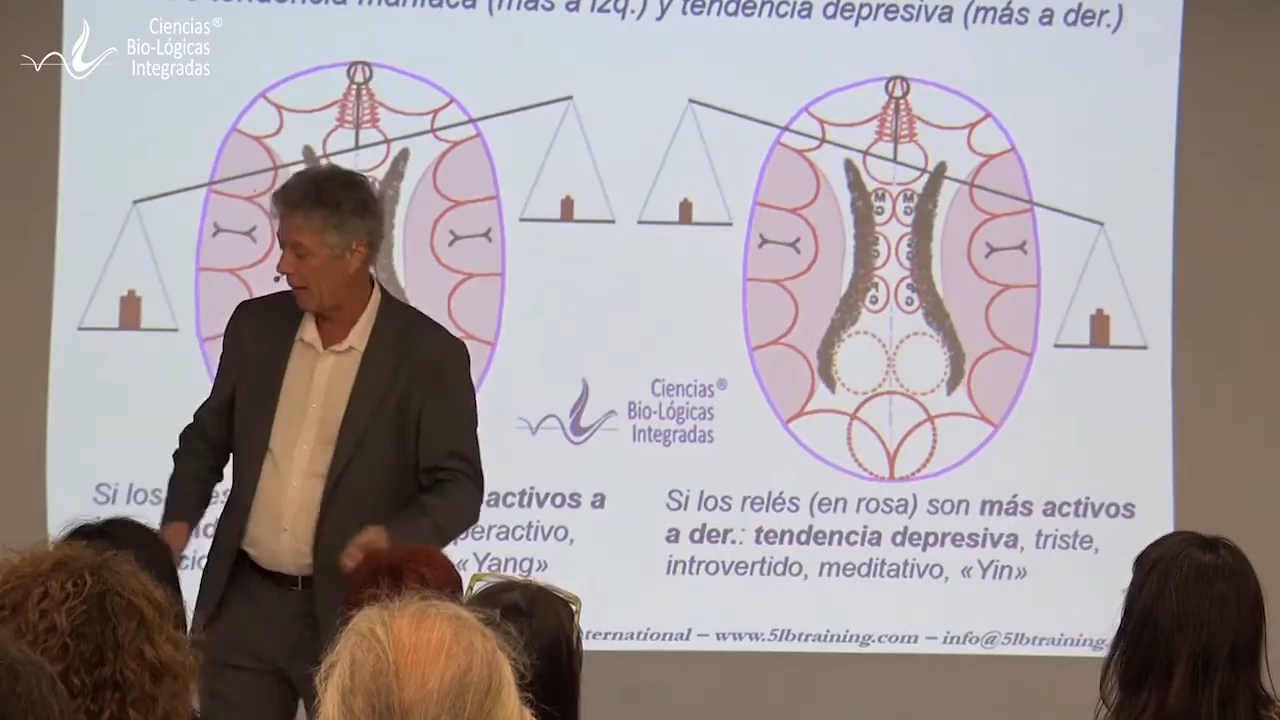 Ciencias®
Bio-Lógicas
Integradas
tendencia maníaca (más a izq.) y tendencia depresiva (más a der.)
M M
Ciencias®
Bio-Lógicas
Integradas
Si los activos a
peractivo,
«Yang»
Si los relés (en rosa) son más activos
a der.: tendencia depresiva, triste,
introvertido, meditativo, «Yin»
ternational – www.5lbtraining.com – info@5lbtraining.